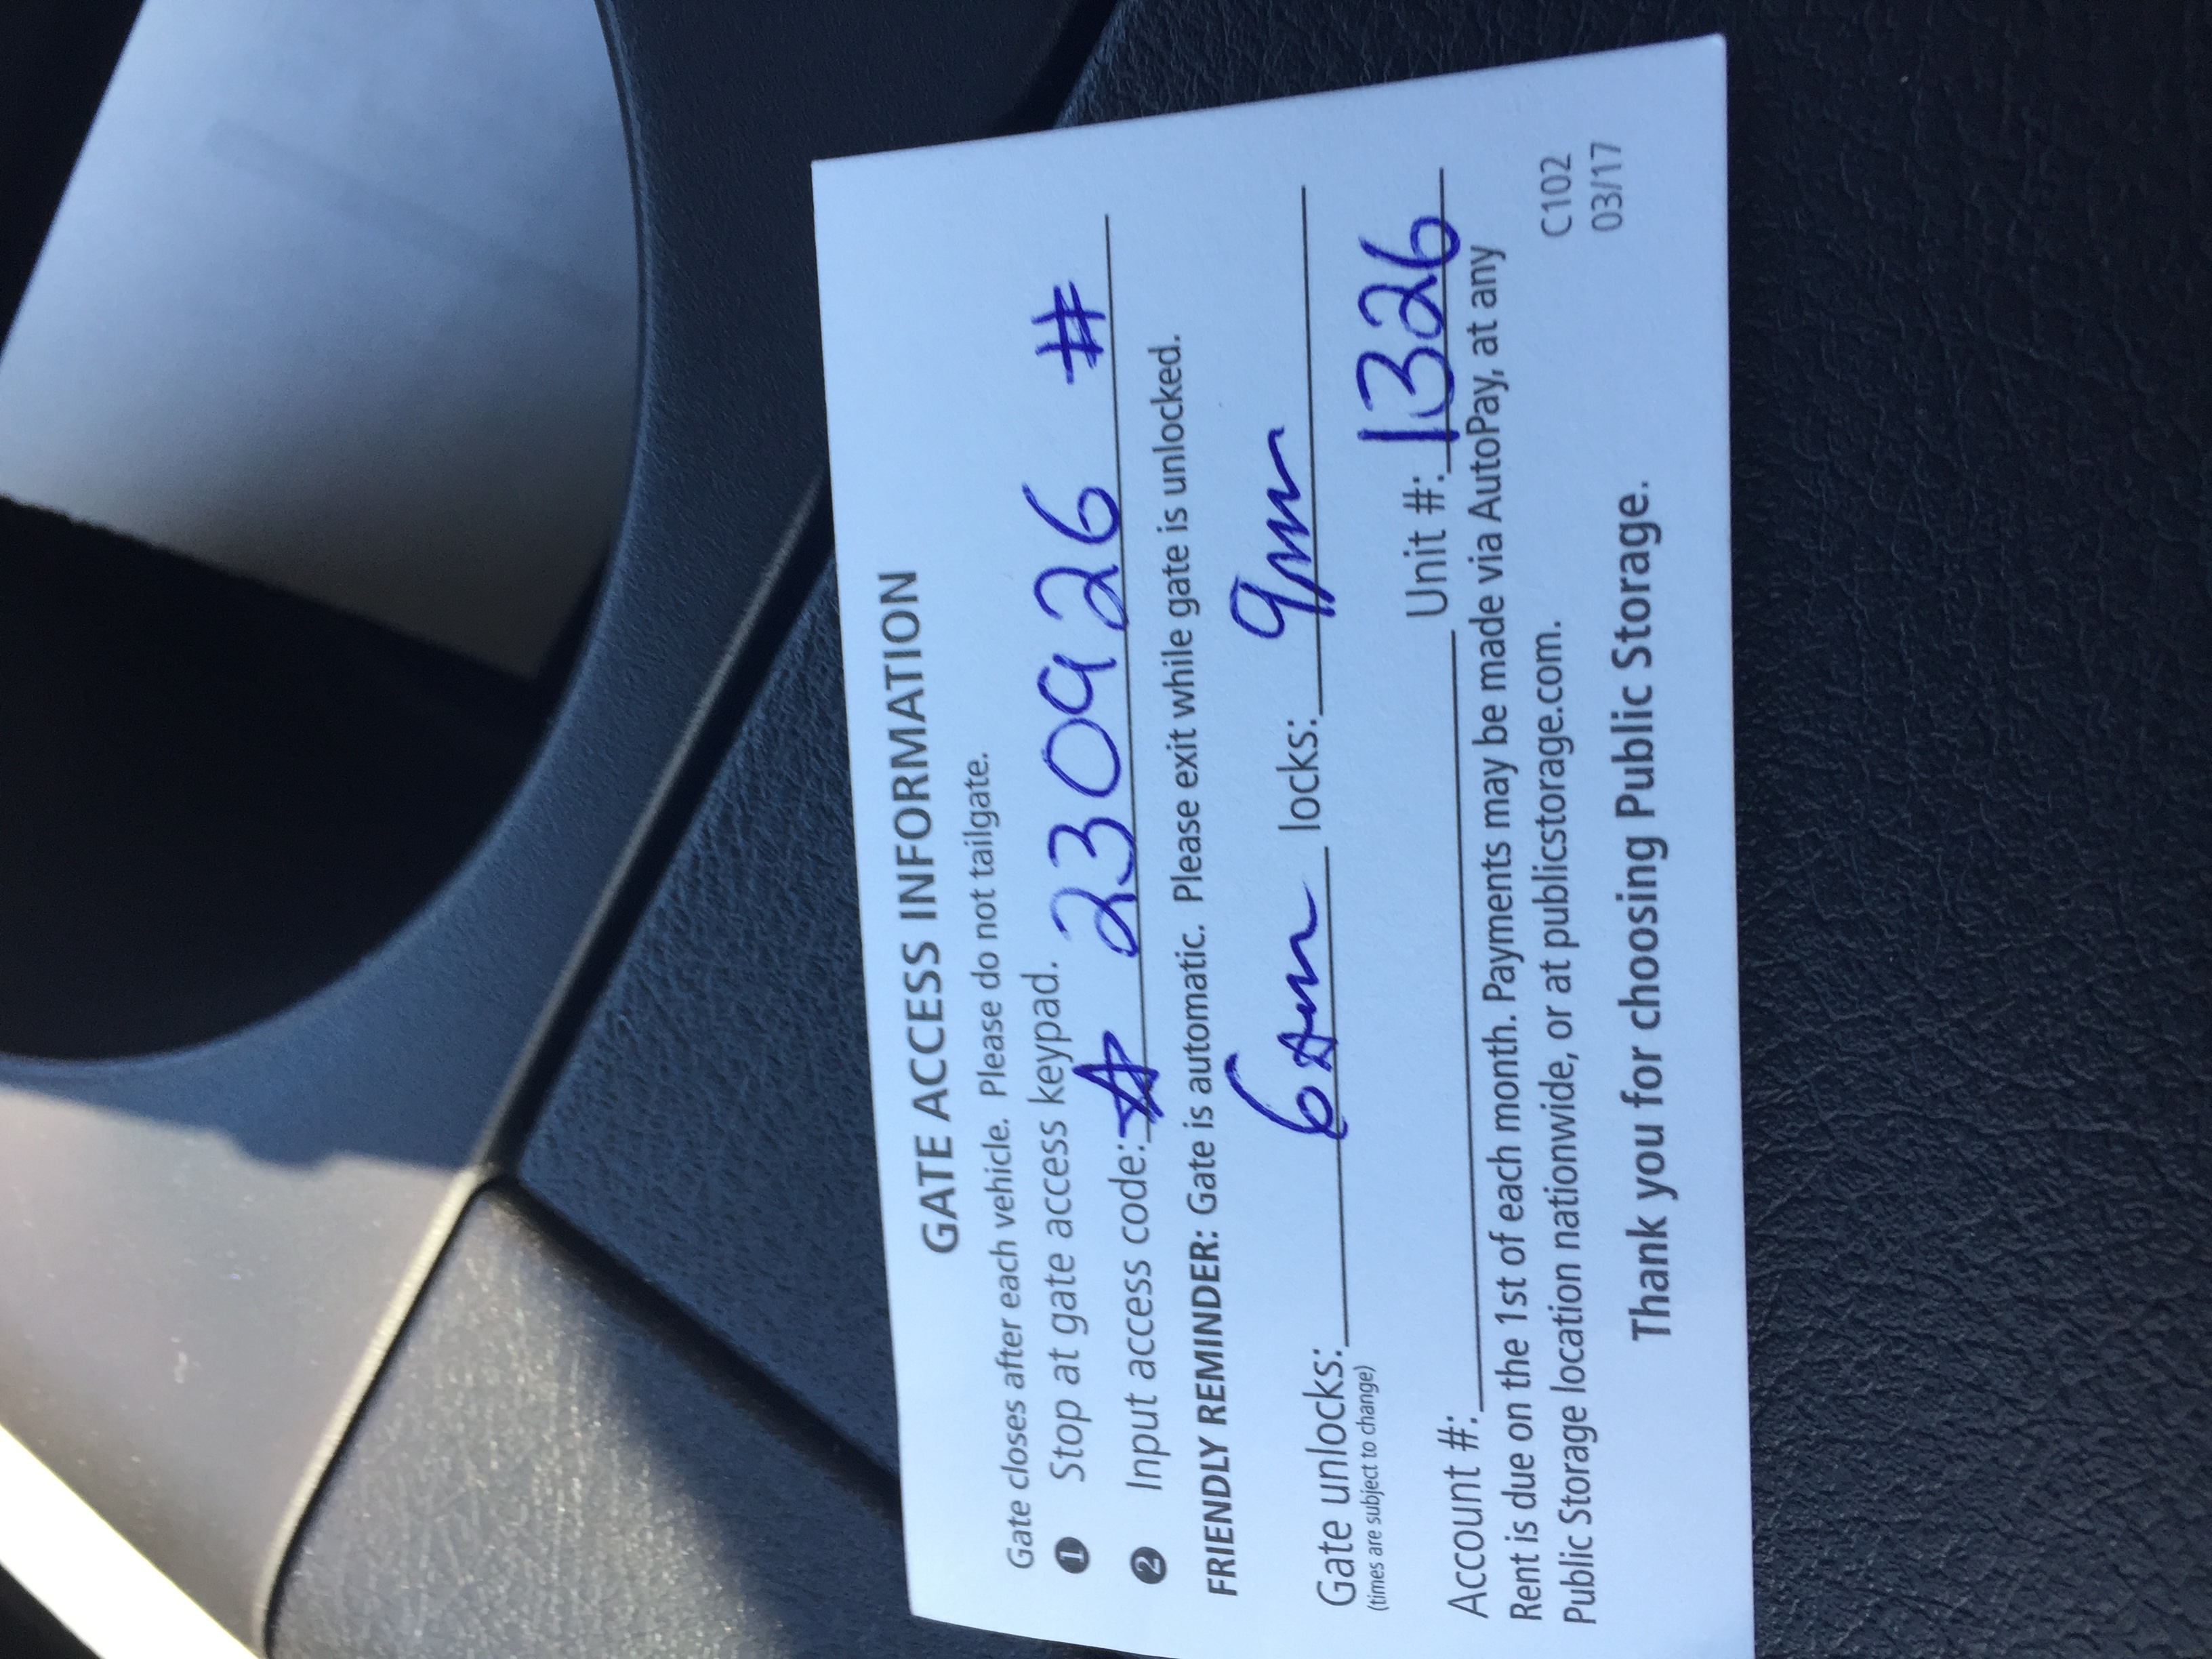 GATE ACCESS INFORMATION
Gate closes after each vehicle. Please do not tailgate.
1 Stop at gate access keypad.
2 Input access code: 230926 #
FRIENDLY REMINDER: Gate is automatic. Please exit while gate is unlocked.
Gate unlocks: 6am locks: 9pm
(times are subject to change)
Account #: Unit #: 1326
Rent is due on the 1st of each month. Payments may be made via AutoPay, at any
Public Storage location nationwide, or at publicstorage.com.
Thank you for choosing Public Storage.
C102
03/17